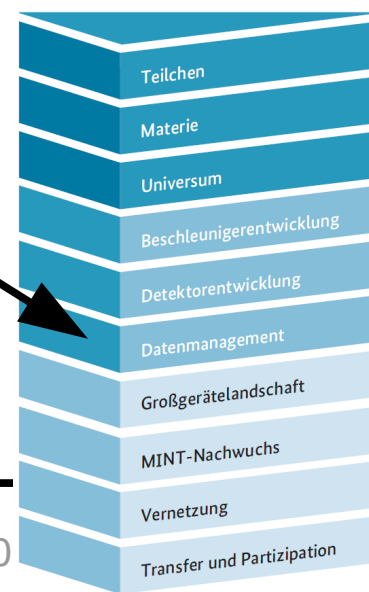 Teilchen
Materie
Universum
Beschleunigerentwicklung
Detektorentwicklung
Datenmanagement
Großgerätelandschaft
MINT-Nachwuchs
Vernetzung
Transfer und Partizipation